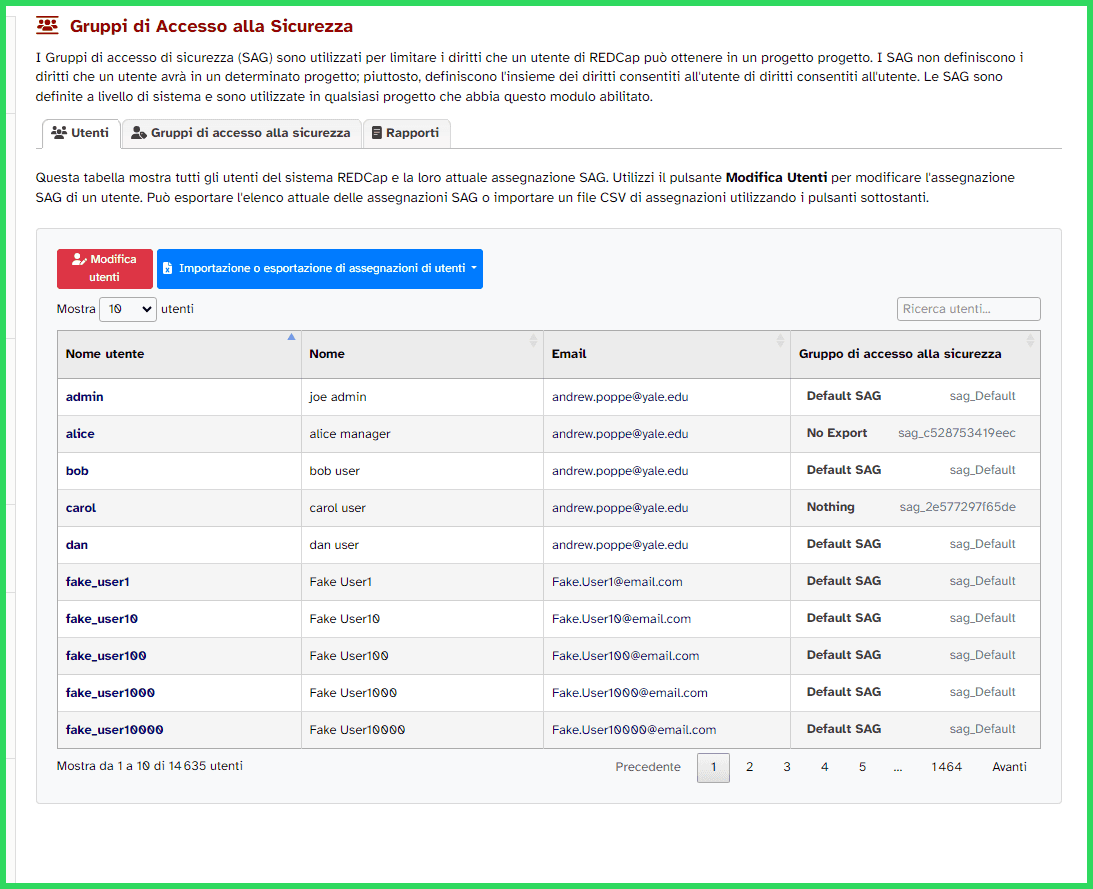 Gruppi di Accesso alla Sicurezza
I Gruppi di accesso di sicurezza (SAG) sono utilizzati per limitare i diritti che un utente di REDCap può ottenere in un progetto progetto. I SAG non definiscono i
diritti che un utente avrà in un determinato progetto; piuttosto, definiscono l'insieme dei diritti consentiti all'utente di diritti consentiti all'utente. Le SAG sono
definite a livello di sistema e sono utilizzate in qualsiasi progetto che abbia questo modulo abilitato.
Utenti Gruppi di accesso alla sicurezza Rapporti
Questa tabella mostra tutti gli utenti del sistema REDCap e la loro attuale assegnazione SAG. Utilizzi il pulsante Modifica Utenti per modificare l'assegnazione
SAG di un utente. Può esportare l'elenco attuale delle assegnazioni SAG o importare un file CSV di assegnazioni utilizzando i pulsanti sottostanti.
Modifica
utenti
Importazione o esportazione di assegnazioni di utenti
Mostra 10 utenti Ricerca utenti...
Nome utente Nome Email Gruppo di accesso alla sicurezza
admin joe admin andrew.poppe@yale.edu Default SAG sag_Default
alice alice manager andrew.poppe@yale.edu No Export sag_c528753419eec
bob bob user andrew.poppe@yale.edu Default SAG sag_Default
carol carol user andrew.poppe@yale.edu Nothing sag_2e577297f65de
dan dan user andrew.poppe@yale.edu Default SAG sag_Default
fake_user1 Fake User1 Fake.User1@email.com Default SAG sag_Default
fake_user10 Fake User10 Fake.User10@email.com Default SAG sag_Default
fake_user100 Fake User100 Fake.User100@email.com Default SAG sag_Default
fake_user1000 Fake User1000 Fake.User1000@email.com Default SAG sag_Default
fake_user10000 Fake User10000 Fake.User10000@email.com Default SAG sag_Default
Mostra da 1 a 10 di 14 635 utenti Precedente 1 2 3 4 5 ... 1 464 Avanti